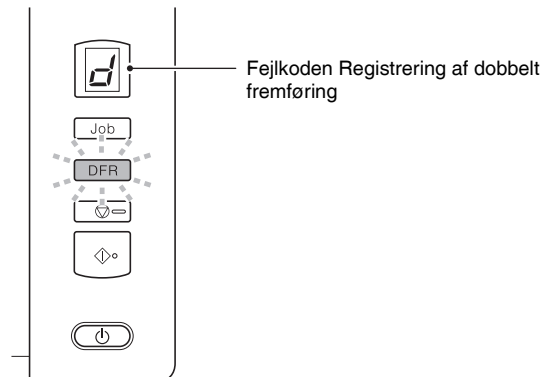 d
Fejlkoden Registrering af dobbelt
fremføring
Job
DFR